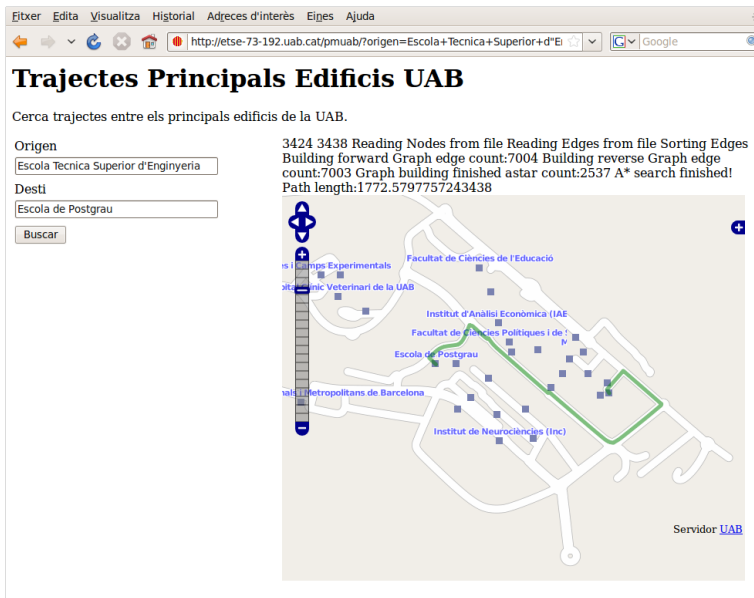 Fitxer Edita Visualitza Historial Adreces d'interès Eines Ajuda
http://etse-73-192.uab.cat/pmuab/?origen=Escola+Tecnica+Superior+d"E
Google
Trajectes Principals Edificis UAB
Cerca trajectes entre els principals edificis de la UAB.
Origen
Escola Tecnica Superior d'Enginyeria
Desti
Escola de Postgrau
Buscar
3424 3438 Reading Nodes from file Reading Edges from file Sorting Edges
Building forward Graph edge count:7004 Building reverse Graph edge
count:7003 Graph building finished astar count:2537 A* search finished!
Path length:1772.5797757243438
Facultat de Ciències de l'Educació
s i Camps Experimentals
Clínic Veterinari de la UAB
Institut d'Anàlisi Econòmica (IAE
Facultat de Ciències Polítiques i de S
M
Escola de Postgrau
nals i Metropolitans de Barcelona
Institut de Neurociències (Inc)
Servidor UAB